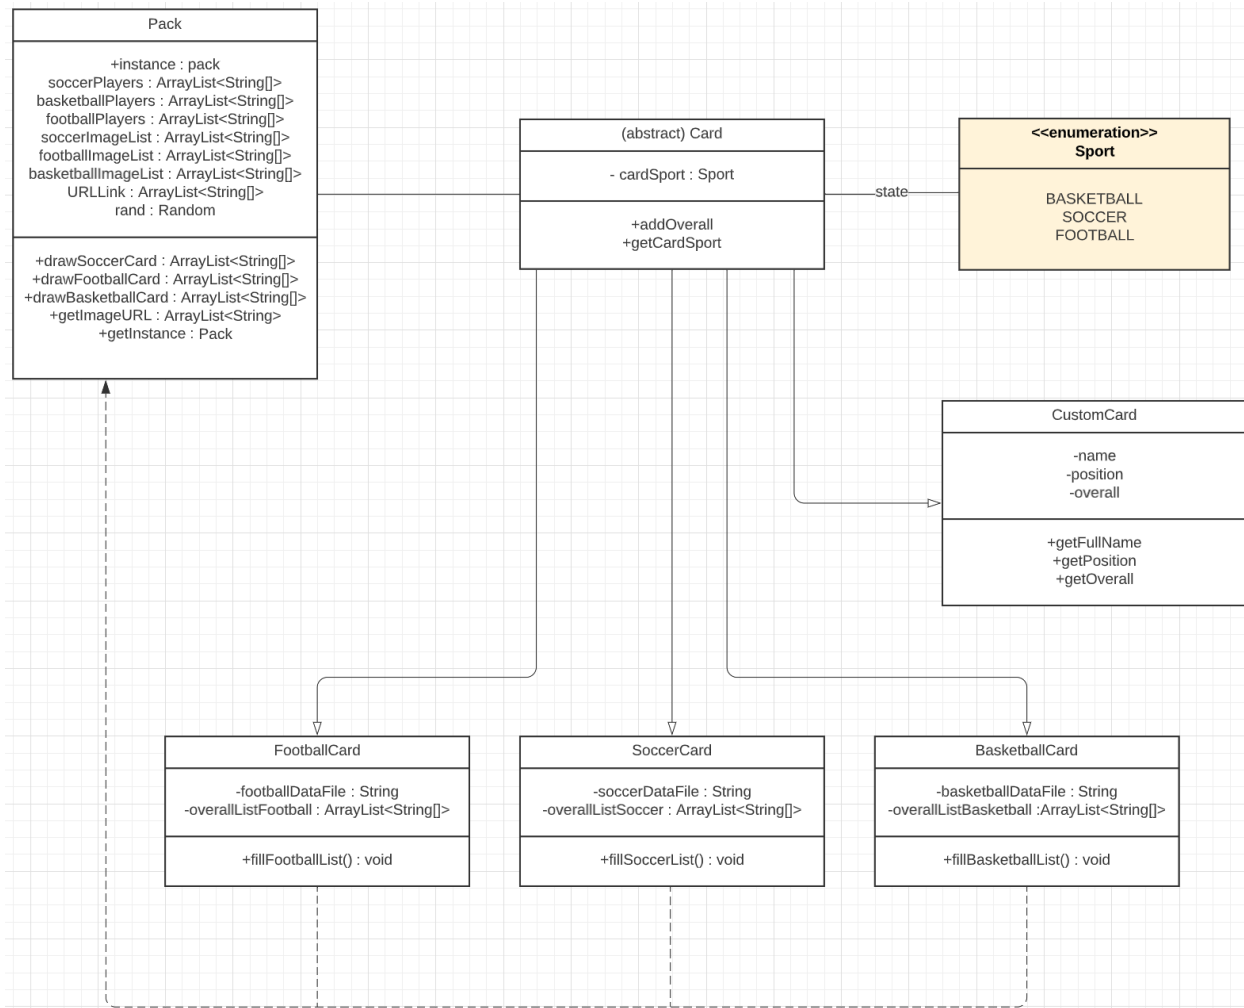 Pack
+instance : pack
soccerPlayers : ArrayList<String[]>
basketballPlayers : ArrayList<String[]>
footballPlayers : ArrayList<String[]>
soccerImageList : ArrayList<String[]>
footballImageList : ArrayList<String[]>
basketballImageList : ArrayList<String[]>
URLLink : ArrayList<String[]>
rand : Random
+drawSoccerCard : ArrayList<String[]>
+drawFootballCard : ArrayList<String[]>
+drawBasketballCard : ArrayList<String[]>
+getImageURL : ArrayList<String>
+getInstance : Pack
(abstract) Card
- cardSport : Sport
+addOverall
+getCardSport
state
<<enumeration>>
Sport
BASKETBALL
SOCCER
FOOTBALL
CustomCard
-name
-position
-overall
+getFullName
+getPosition
+getOverall
FootballCard
-footballDataFile : String
-overallListFootball : ArrayList<String[]>
+fillFootballList() : void
SoccerCard
-soccerDataFile : String
-overallListSoccer : ArrayList<String[]>
+fillSoccerList() : void
BasketballCard
-basketballDataFile : String
-overallListBasketball :ArrayList<String[]>
+fillBasketballList() : void